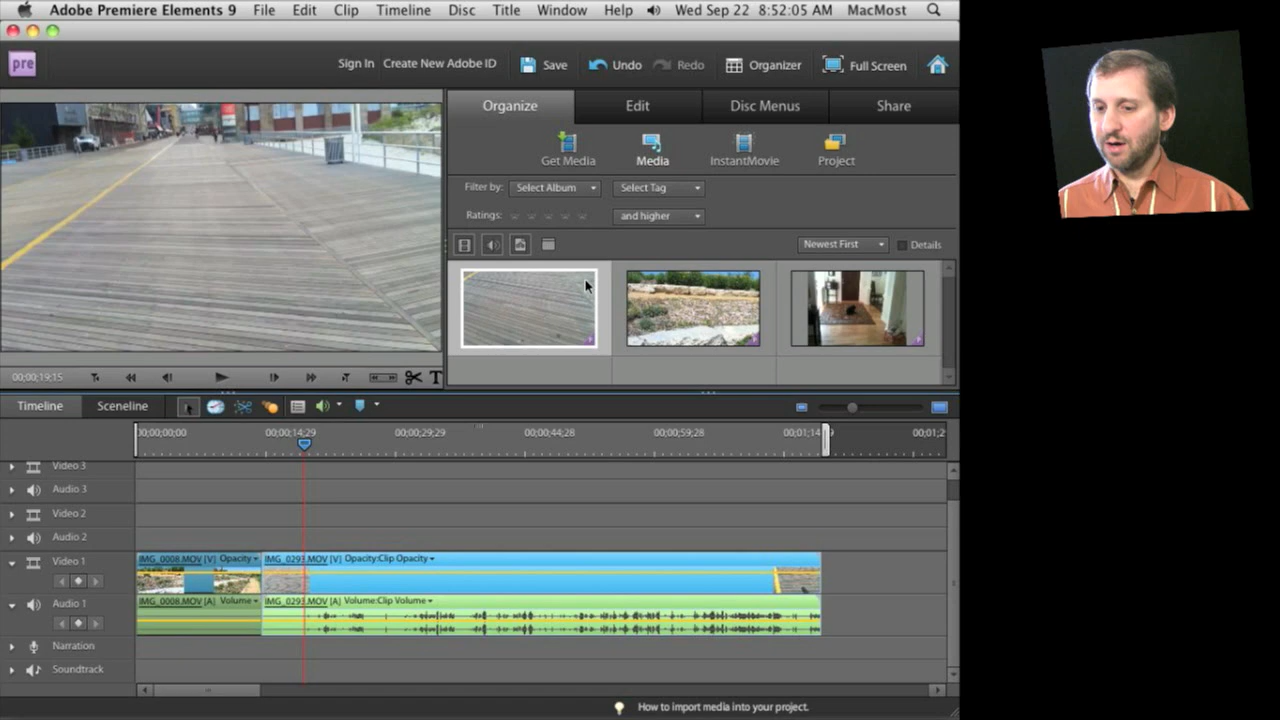 Adobe Premiere Elements 9 File Edit Clip Timeline Disc Title Window Help Wed Sep 22 8:52:05 AM MacMost
pre Sign In Create New Adobe ID Save Undo Redo Organizer Full Screen
Organize Edit Disc Menus Share
Get Media Media InstantMovie Project
Filter by: Select Album Select Tag
Ratings: and higher
Newest First Details
00;00;19;15 T
Timeline Sceneline
00;00;00;00 00;00;14;29 00;00;29;29 00;00;44;28 00;00;59;28 00;01;14 00;01;2
Video 3
Audio 3
Video 2
Audio 2
Video 1 IMG_0008.MOV [V] Opacity IMG_0293.MOV [V] Opacity:Clip Opacity
Audio 1 IMG_0008.MOV [A] Volume IMG_0293.MOV [A] Volume:Clip Volume
Narration
Soundtrack
How to import media into your project.